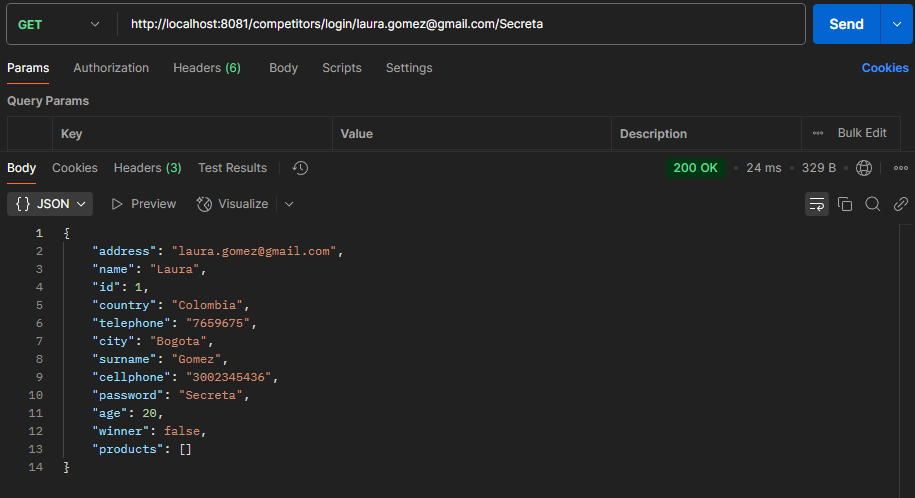 GET http://localhost:8081/competitors/login/laura.gomez@gmail.com/Secreta Send
Params Authorization Headers (6) Body Scripts Settings Cookies
Query Params
Key Value Description Bulk Edit
Body Cookies Headers (3) Test Results 200 OK • 24 ms • 329 B
{} JSON Preview Visualize
1 {
2 "address": "laura.gomez@gmail.com",
3 "name": "Laura",
4 "id": 1,
5 "country": "Colombia",
6 "telephone": "7659675",
7 "city": "Bogota",
8 "surname": "Gomez",
9 "cellphone": "3002345436",
10 "password": "Secreta",
11 "age": 20,
12 "winner": false,
13 "products": []
14 }